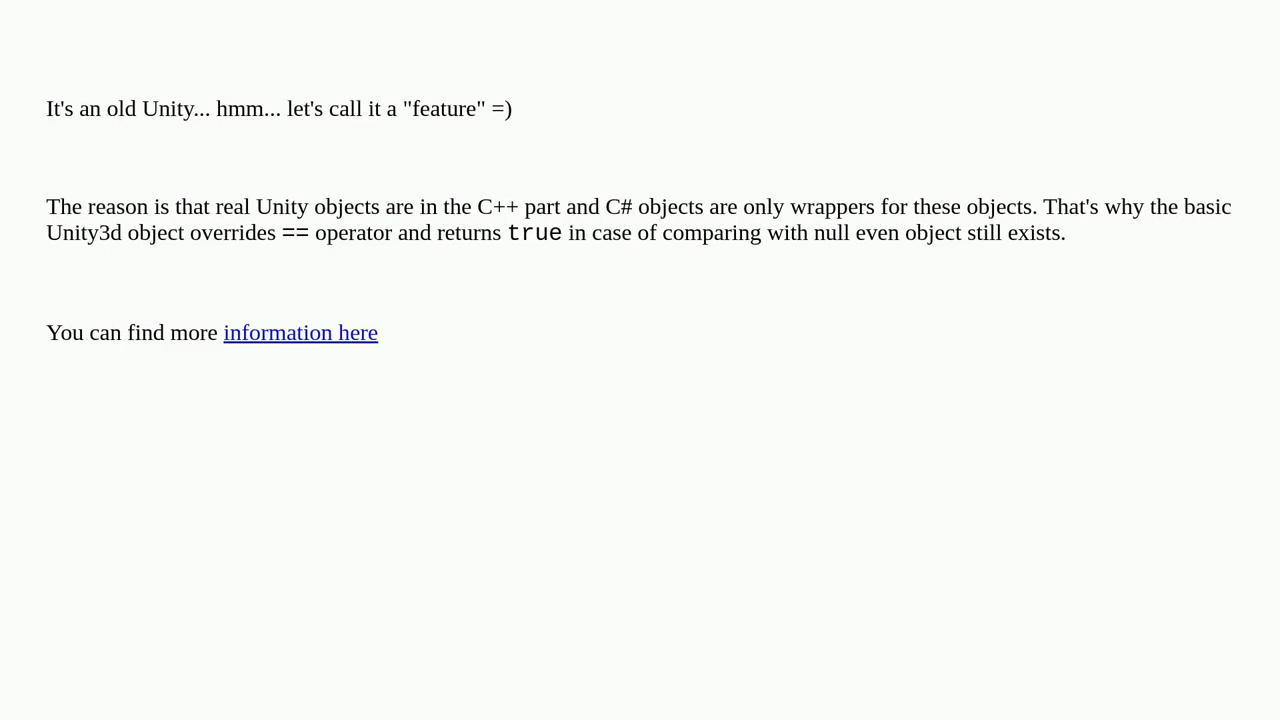 It's an old Unity... hmm... let's call it a "feature" =)
The reason is that real Unity objects are in the C++ part and C# objects are only wrappers for these objects. That's why the basic
Unity3d object overrides == operator and returns true in case of comparing with null even object still exists.
You can find more information here